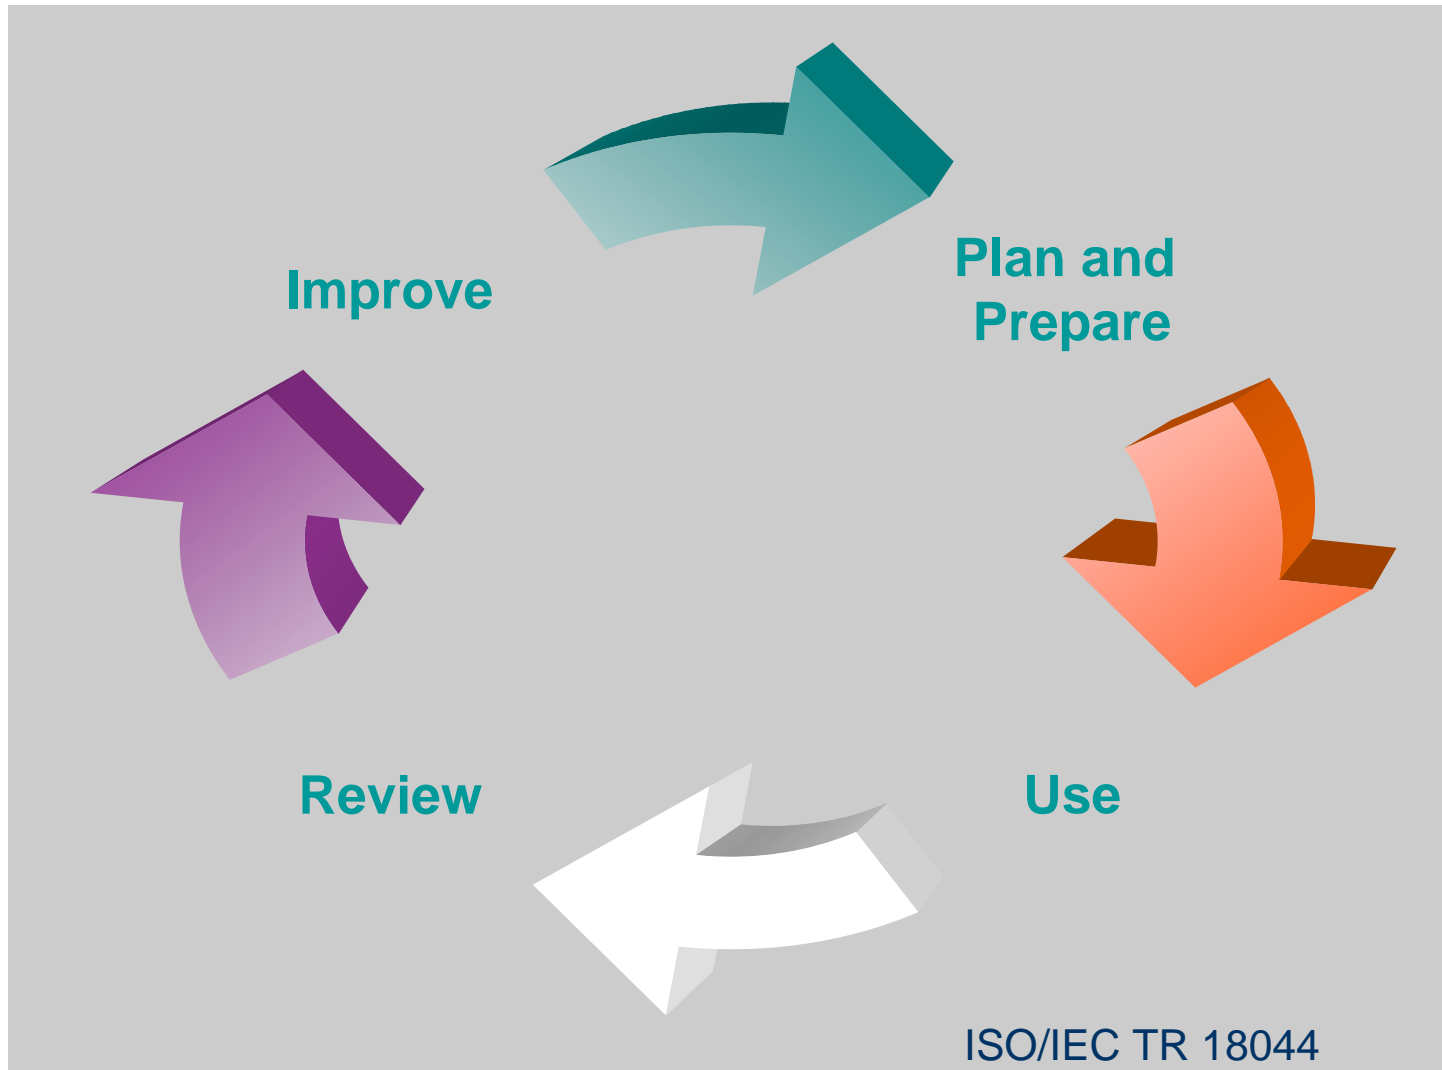 Improve
Plan and
Prepare
Review
Use
ISO/IEC TR 18044